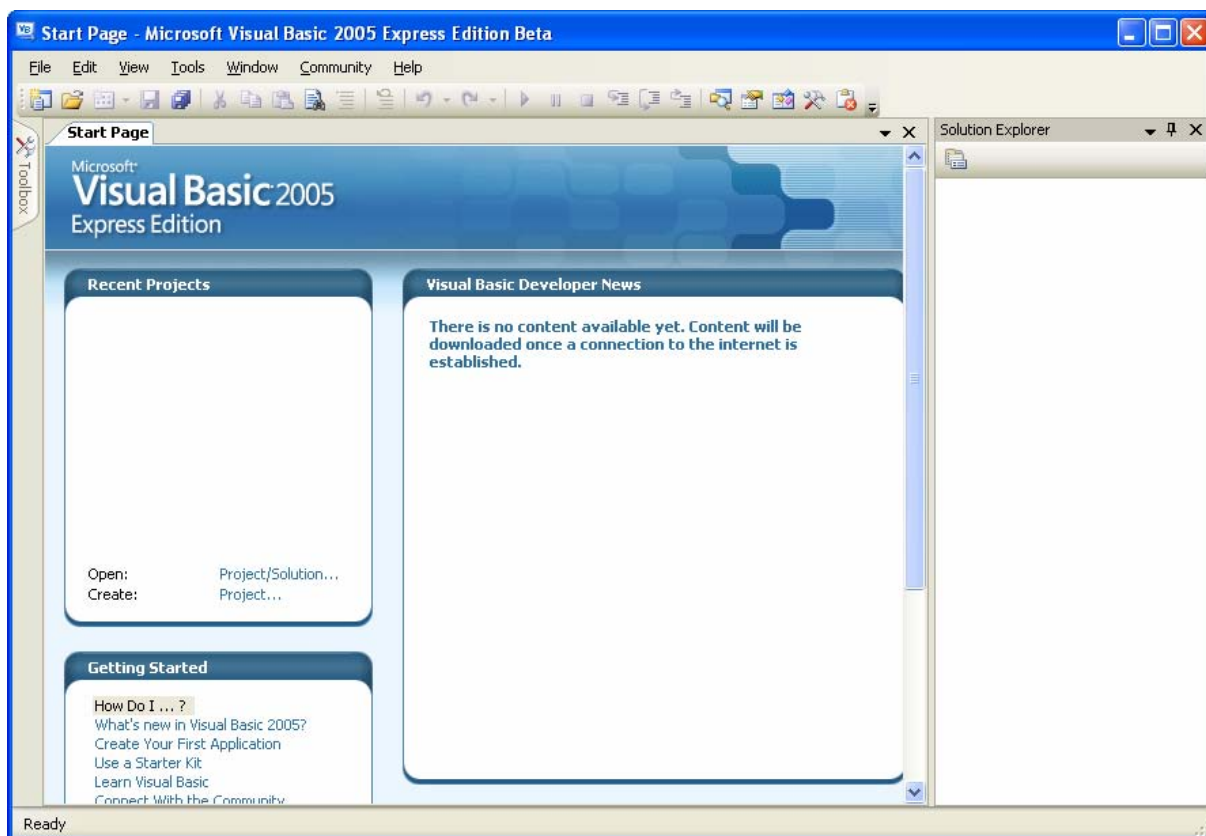 Start Page - Microsoft Visual Basic 2005 Express Edition Beta
File Edit View Tools Window Community Help
Toolbox
Start Page
Solution Explorer
Microsoft
Visual Basic 2005
Express Edition
Recent Projects
Open: Project/Solution...
Create: Project...
Getting Started
How Do I ... ?
What's new in Visual Basic 2005?
Create Your First Application
Use a Starter Kit
Learn Visual Basic
Connect With the Community
Visual Basic Developer News
There is no content available yet. Content will be
downloaded once a connection to the internet is
established.
Ready